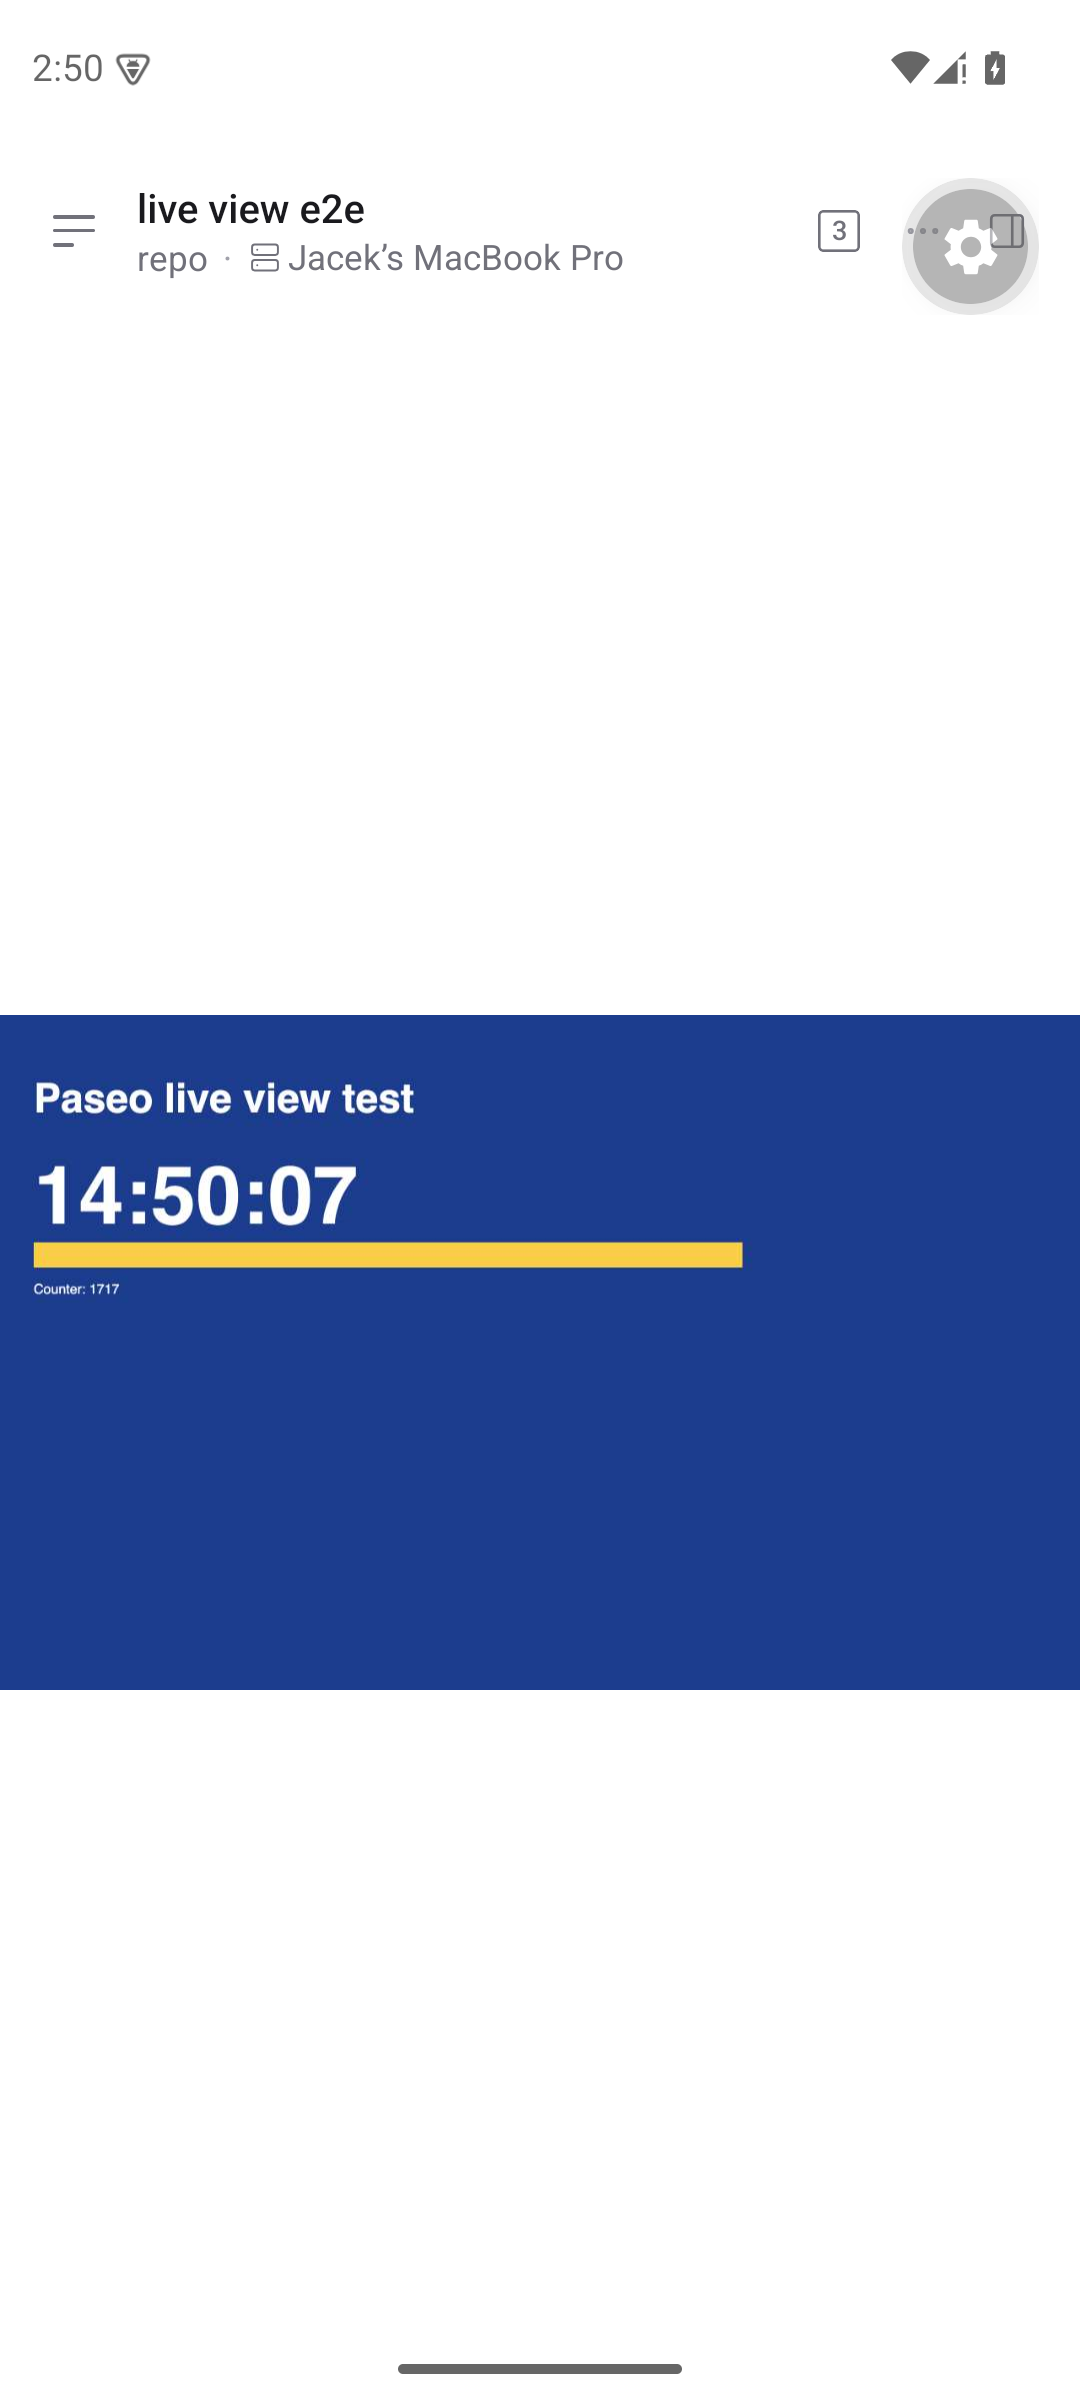 2:50
live view e2e
3
repo · Jacek’s MacBook Pro
Paseo live view test
14:50:07
Counter: 1717